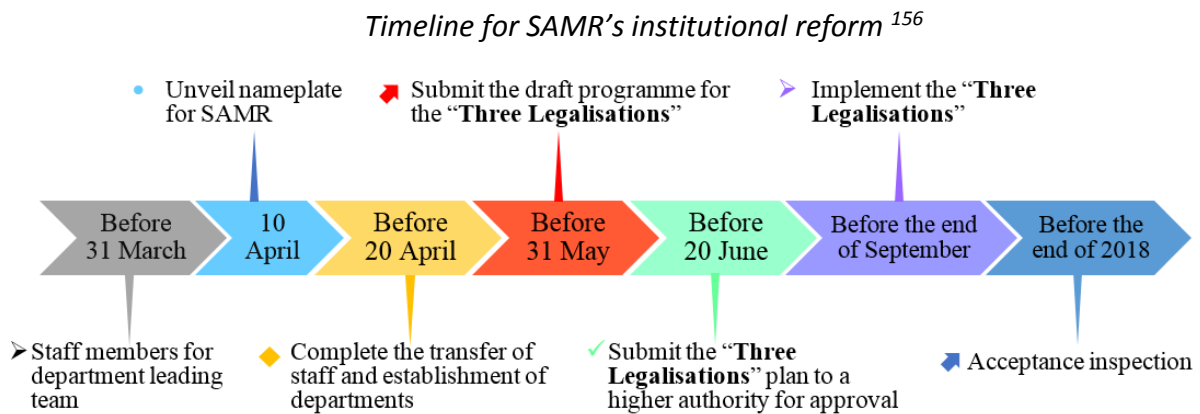 Timeline for SAMR’s institutional reform 156
Unveil nameplate
for SAMR
Submit the draft programme for
the “Three Legalisations”
Implement the “Three
Legalisations”
Before
31 March
10
April
Before
20 April
Before
31 May
Before
20 June
Before the end
of September
Before the
end of 2018
Staff members for
department leading
team
Complete the transfer of
staff and establishment of
departments
Submit the “Three
Legalisations” plan to a
higher authority for approval
Acceptance inspection